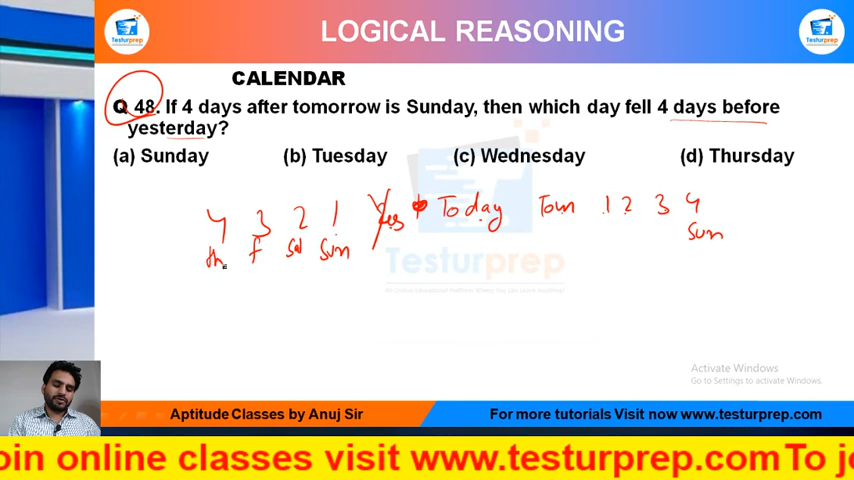 Testurprep
LOGICAL REASONING
Testurprep
CALENDAR
Q 48. If 4 days after tomorrow is Sunday, then which day fell 4 days before
yesterday?
(a) Sunday (b) Tuesday (c) Wednesday (d) Thursday
4 3 2 1 Yes Today Tom 1 2 3 4
th f Sat Sun Sun
Testurprep
Activate Windows
Go to Settings to activate Windows.
Aptitude Classes by Anuj Sir For more tutorials Visit now www.testurprep.com
oin online classes visit www.testurprep.com To jo